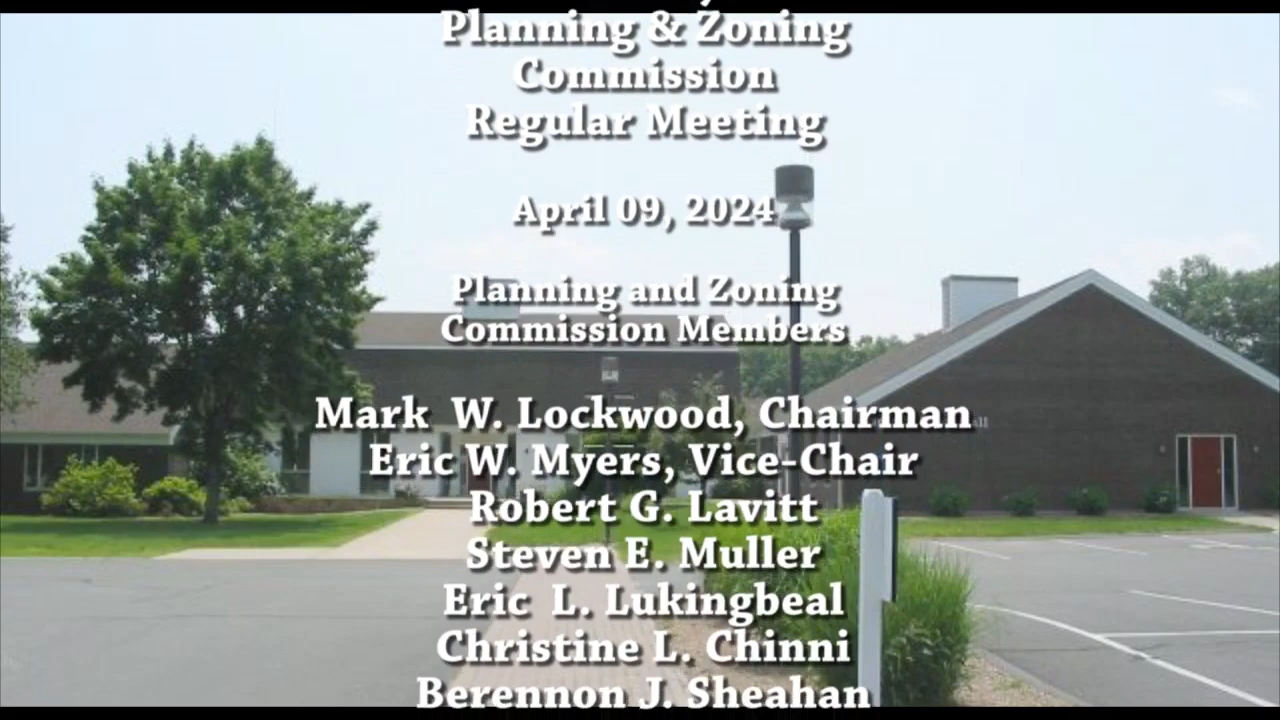 Planning & Zoning
Commission
Regular Meeting
April 09, 2024
Planning and Zoning
Commission Members
Mark W. Lockwood, Chairman
Eric W. Myers, Vice-Chair
Robert G. Lavitt
Steven E. Muller
Eric L. Lukingbeal
Christine L. Chinni
Berennon J. Sheahan